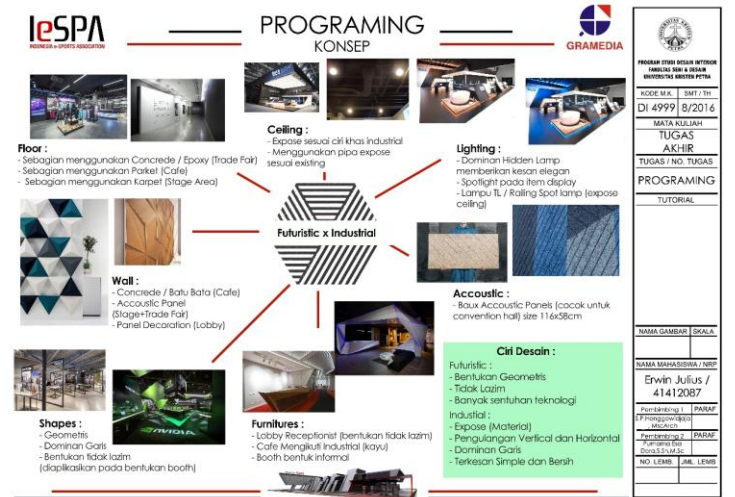 IeSPA
INDONESIA e-SPORTS ASSOCIATION
PROGRAMING
KONSEP
GRAMEDIA
Floor :
- Sebagian menggunakan Concrede / Epoxy (Trade Fair)
- Sebagian menggunakan Parket (Cafe)
- Sebagian menggunakan Karpet (Stage Area)
Ceiling :
- Expose sesuai ciri khas industrial
- Menggunakan pipa expose
sesuai existing
Lighting :
- Dominan Hidden Lamp
memberikan kesan elegan
- Spotlight pada item display
- Lampu TL / Railing Spot lamp (expose
ceiling)
Futuristic x Industrial
Wall :
- Concrede / Batu Bata (Cafe)
- Accoustic Panel
(Stage+Trade Fair)
- Panel Decoration (Lobby)
Accoustic :
- Baux Accoustic Panels (cocok untuk
convention hall) size 116x58cm
NVIDIA
Shapes :
- Geometris
- Dominan Garis
- Bentukan tidak lazim
(diaplikasikan pada bentukan booth)
Furnitures :
- Lobby Receptionist (bentukan tidak lazim)
- Cafe Mengikuti Industrial (kayu)
- Booth bentuk informal
Ciri Desain :
Futuristic :
- Bentukan Geometris
- Tidak Lazim
- Banyak sentuhan teknologi
Industial :
- Expose (Material)
- Pengulangan Vertical dan Horizontal
- Dominan Garis
- Terkesan Simple dan Bersih
PROGRAM STUDI DESAIN INTERIOR
FAKULTAS SENI & DESAIN
UNIVERSITAS KRISTEN PETRA
KODE M.K. SMT / TH
DI 4999 8/2016
MATA KULIAH
TUGAS
AKHIR
TUGAS / NO. TUGAS
PROGRAMING
TUTORIAL
NAMA GAMBAR SKALA
NAMA MAHASISWA / NRP
Erwin Julius /
41412087
Pembimbing 1 PARAF
, MscArch
Pembimbing 2 PARAF
Purnama Esa
Dora,S.Sn,M.Sc
NO. LEMB. JML. LEMB